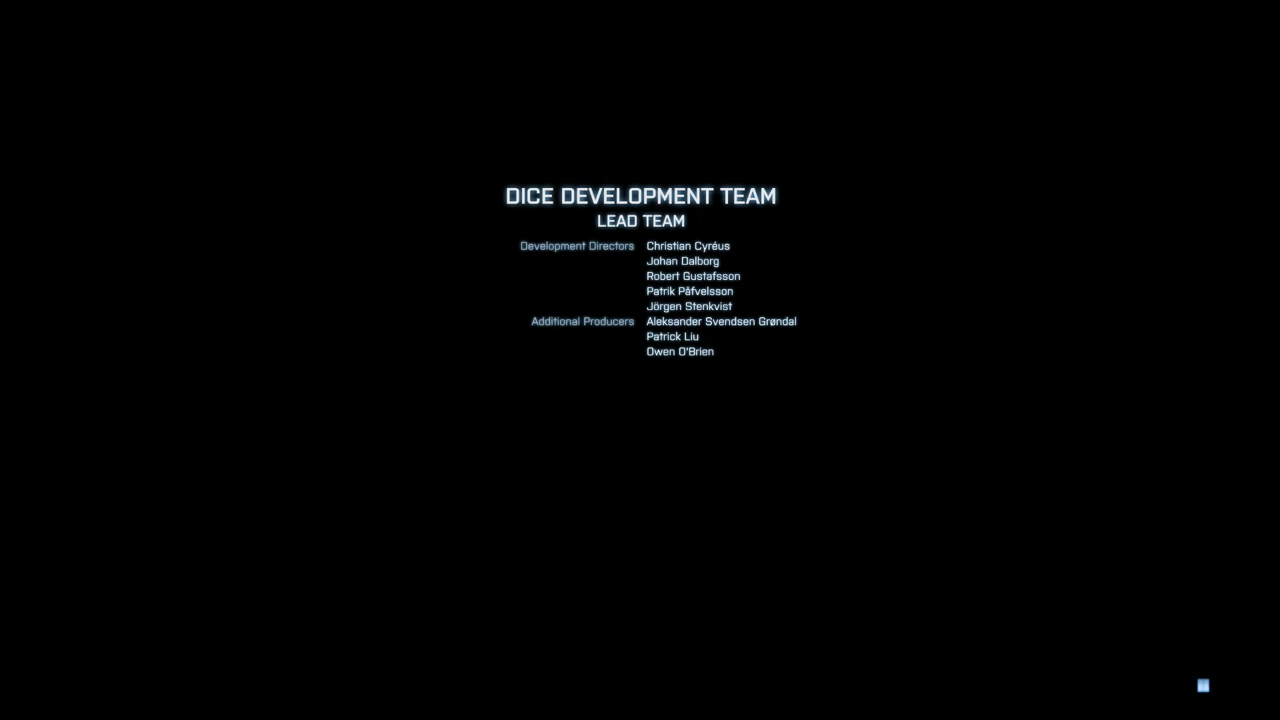 DICE DEVELOPMENT TEAM
LEAD TEAM
Development Directors Christian Cyréus
Johan Dalborg
Robert Gustafsson
Patrik Påfvelsson
Jörgen Stenkvist
Additional Producers Aleksander Svendsen Grøndal
Patrick Liu
Owen O'Brien